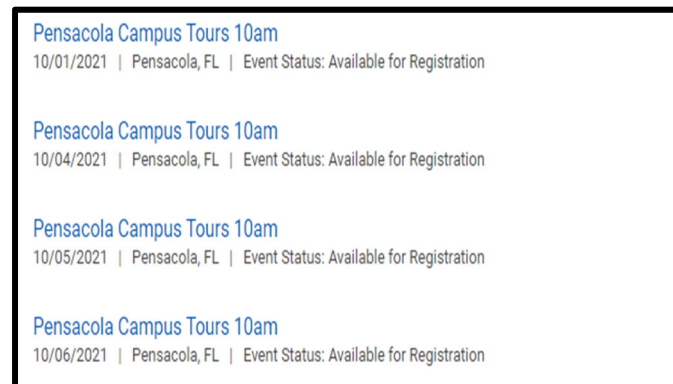 Pensacola Campus Tours 10am
10/01/2021 | Pensacola, FL | Event Status: Available for Registration
Pensacola Campus Tours 10am
10/04/2021 | Pensacola, FL | Event Status: Available for Registration
Pensacola Campus Tours 10am
10/05/2021 | Pensacola, FL | Event Status: Available for Registration
Pensacola Campus Tours 10am
10/06/2021 | Pensacola, FL | Event Status: Available for Registration